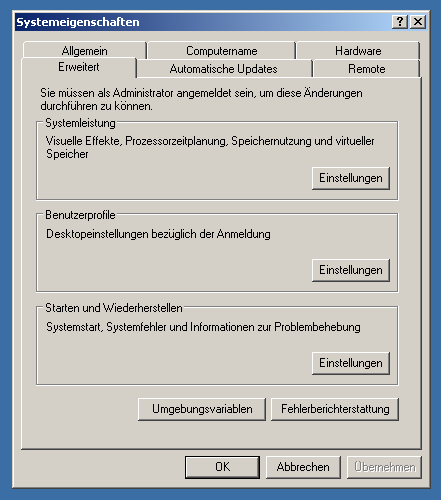 Systemeigenschaften
Allgemein Computername Hardware
Erweitert Automatische Updates Remote
Sie müssen als Administrator angemeldet sein, um diese Änderungen
durchführen zu können.
Systemleistung
Visuelle Effekte, Prozessorzeitplanung, Speichernutzung und virtueller
Speicher
Einstellungen
Benutzerprofile
Desktopeinstellungen bezüglich der Anmeldung
Einstellungen
Starten und Wiederherstellen
Systemstart, Systemfehler und Informationen zur Problembehebung
Einstellungen
Umgebungsvariablen Fehlerberichterstattung
OK Abbrechen Übernehmen